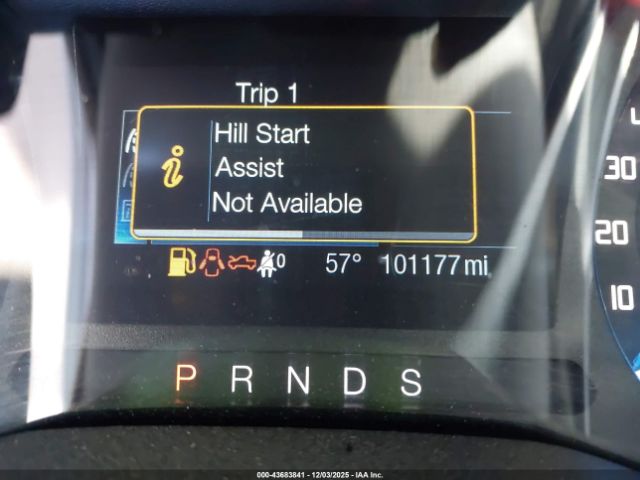 Trip 1
Hill Start
Assist
Not Available
0
57° 101177 mi
30
20
10
P R N D S
000-43683841 - 12/03/2025 - IAA Inc.